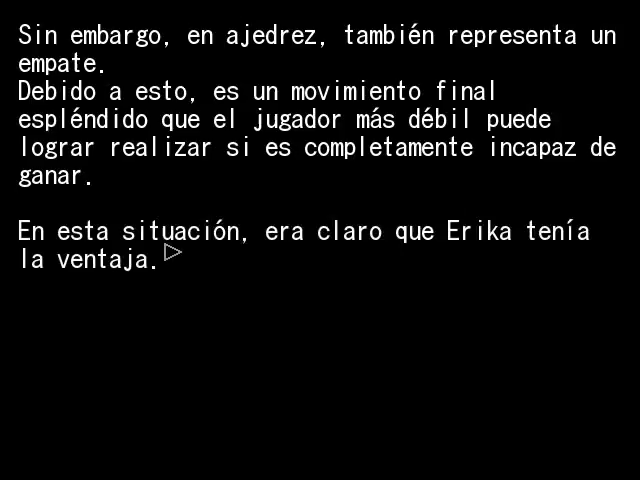 Sin embargo, en ajedrez, también representa un
empate.
Debido a esto, es un movimiento final
espléndido que el jugador más débil puede
lograr realizar si es completamente incapaz de
ganar.
En esta situación, era claro que Erika tenía
la ventaja.